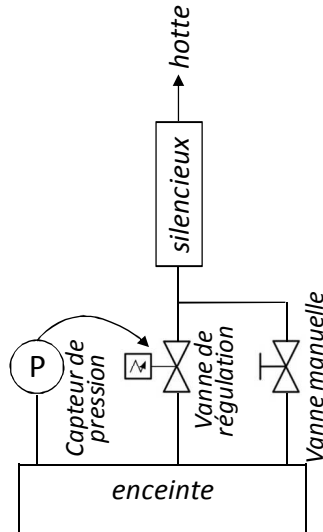 hotte
silencieux
P
Capteur de
pression
Vanne de
régulation
Vanne manuelle
enceinte